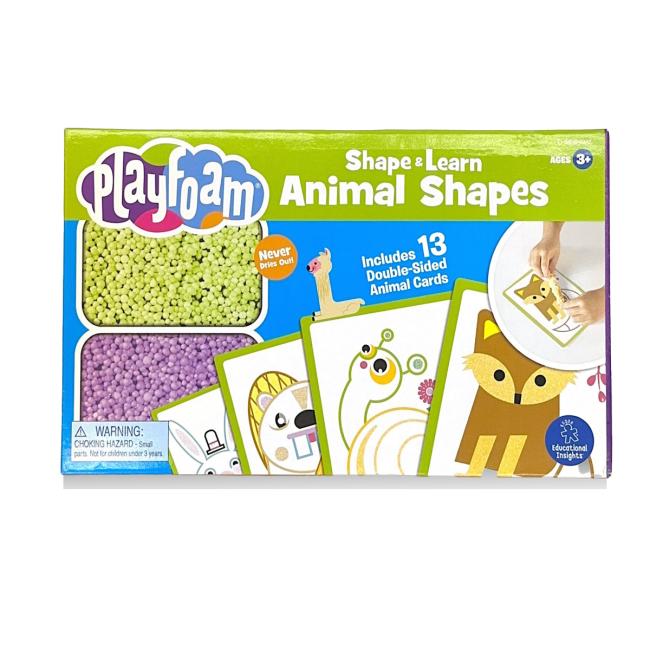 Playfoam®
Shape & Learn
Animal Shapes
AGES 3+
Never
Dries Out!
Includes 13
Double-Sided
Animal Cards
⚠ WARNING:
CHOKING HAZARD - Small
parts. Not for children under 3 years.
Educational
Insights®